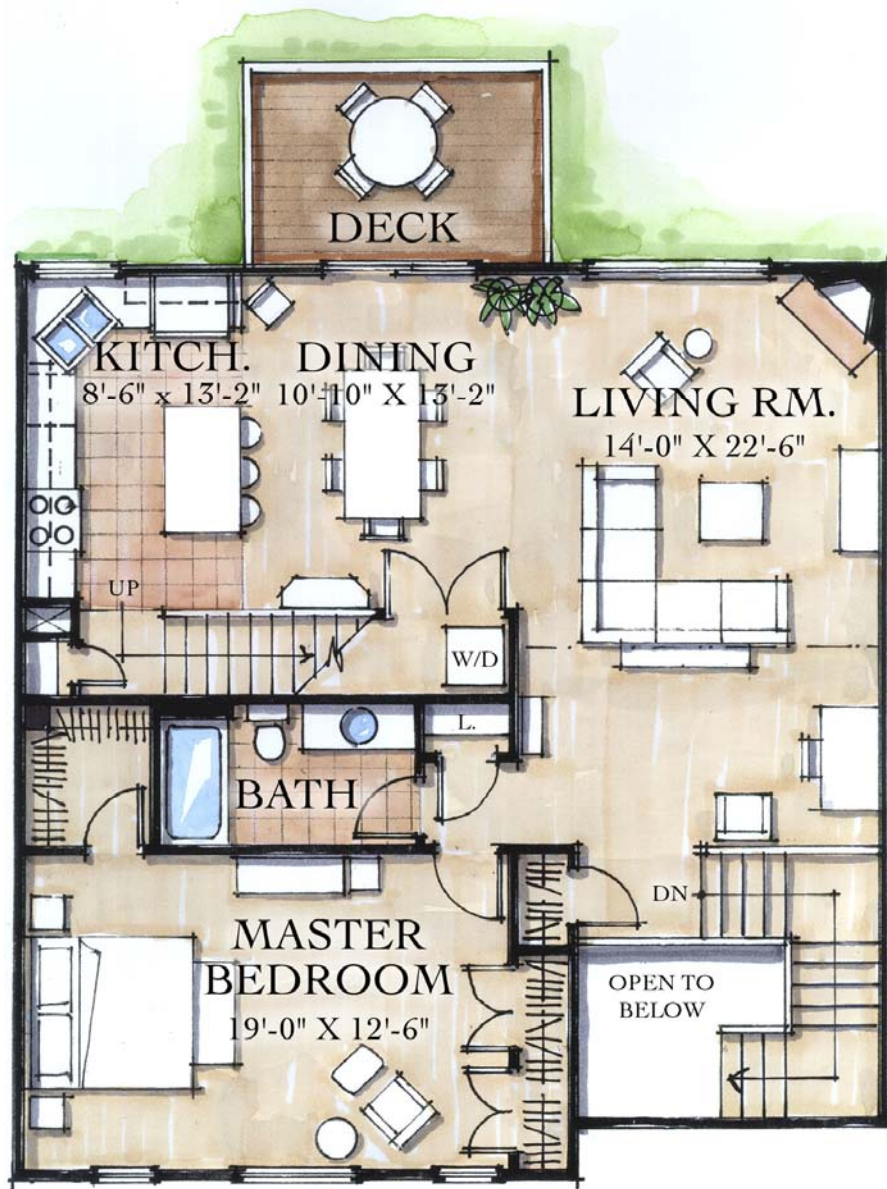 DECK
KITCH.
8'-6" x 13'-2"
DINING
10'-10" X 13'-2"
LIVING RM.
14'-0" X 22'-6"
UP
W/D
L.
BATH
DN
MASTER
BEDROOM
19'-0" X 12'-6"
OPEN TO
BELOW